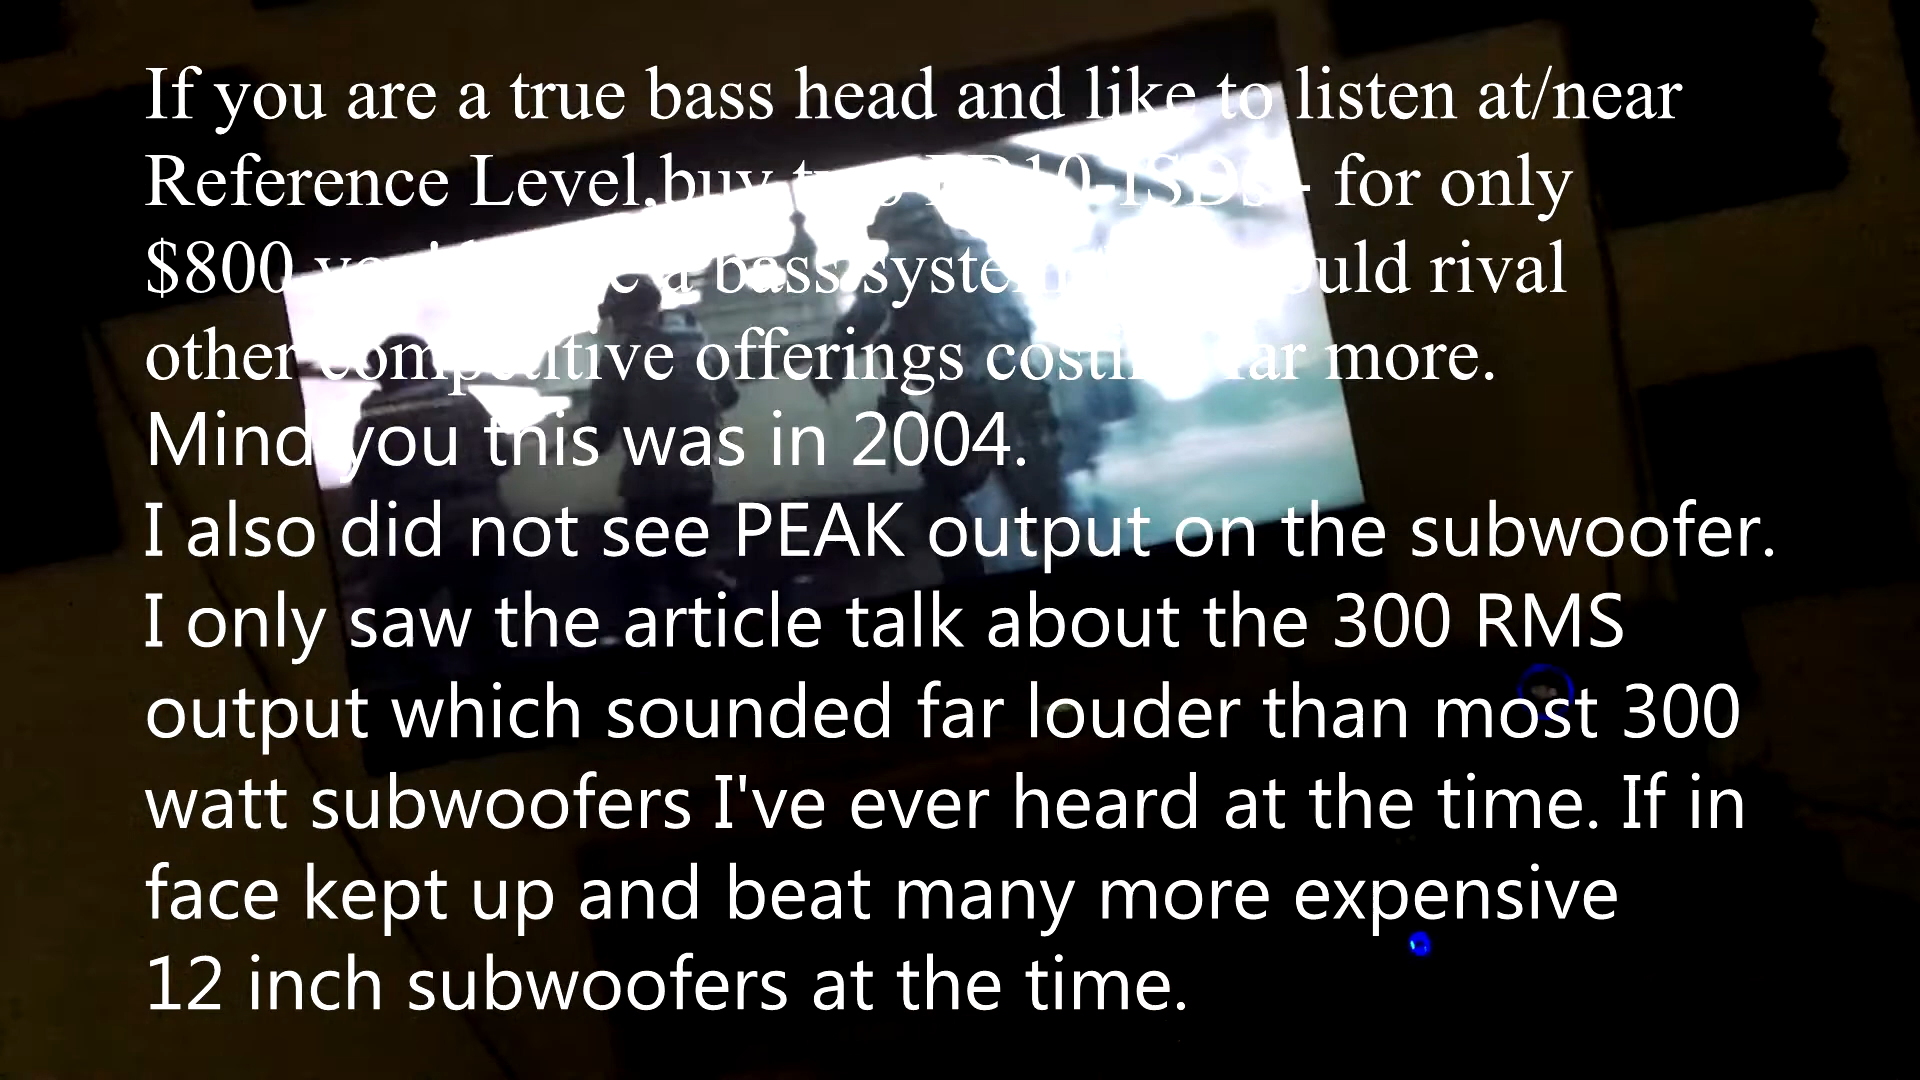 If you are a true bass head and like to listen at/near
Reference Level,buy - for only
$800 a bass system rival
other competitive offerings costing far more.
Mind you this was in 2004.
I also did not see PEAK output on the subwoofer.
I only saw the article talk about the 300 RMS
output which sounded far louder than most 300
watt subwoofers I've ever heard at the time. If in
face kept up and beat many more expensive
12 inch subwoofers at the time.